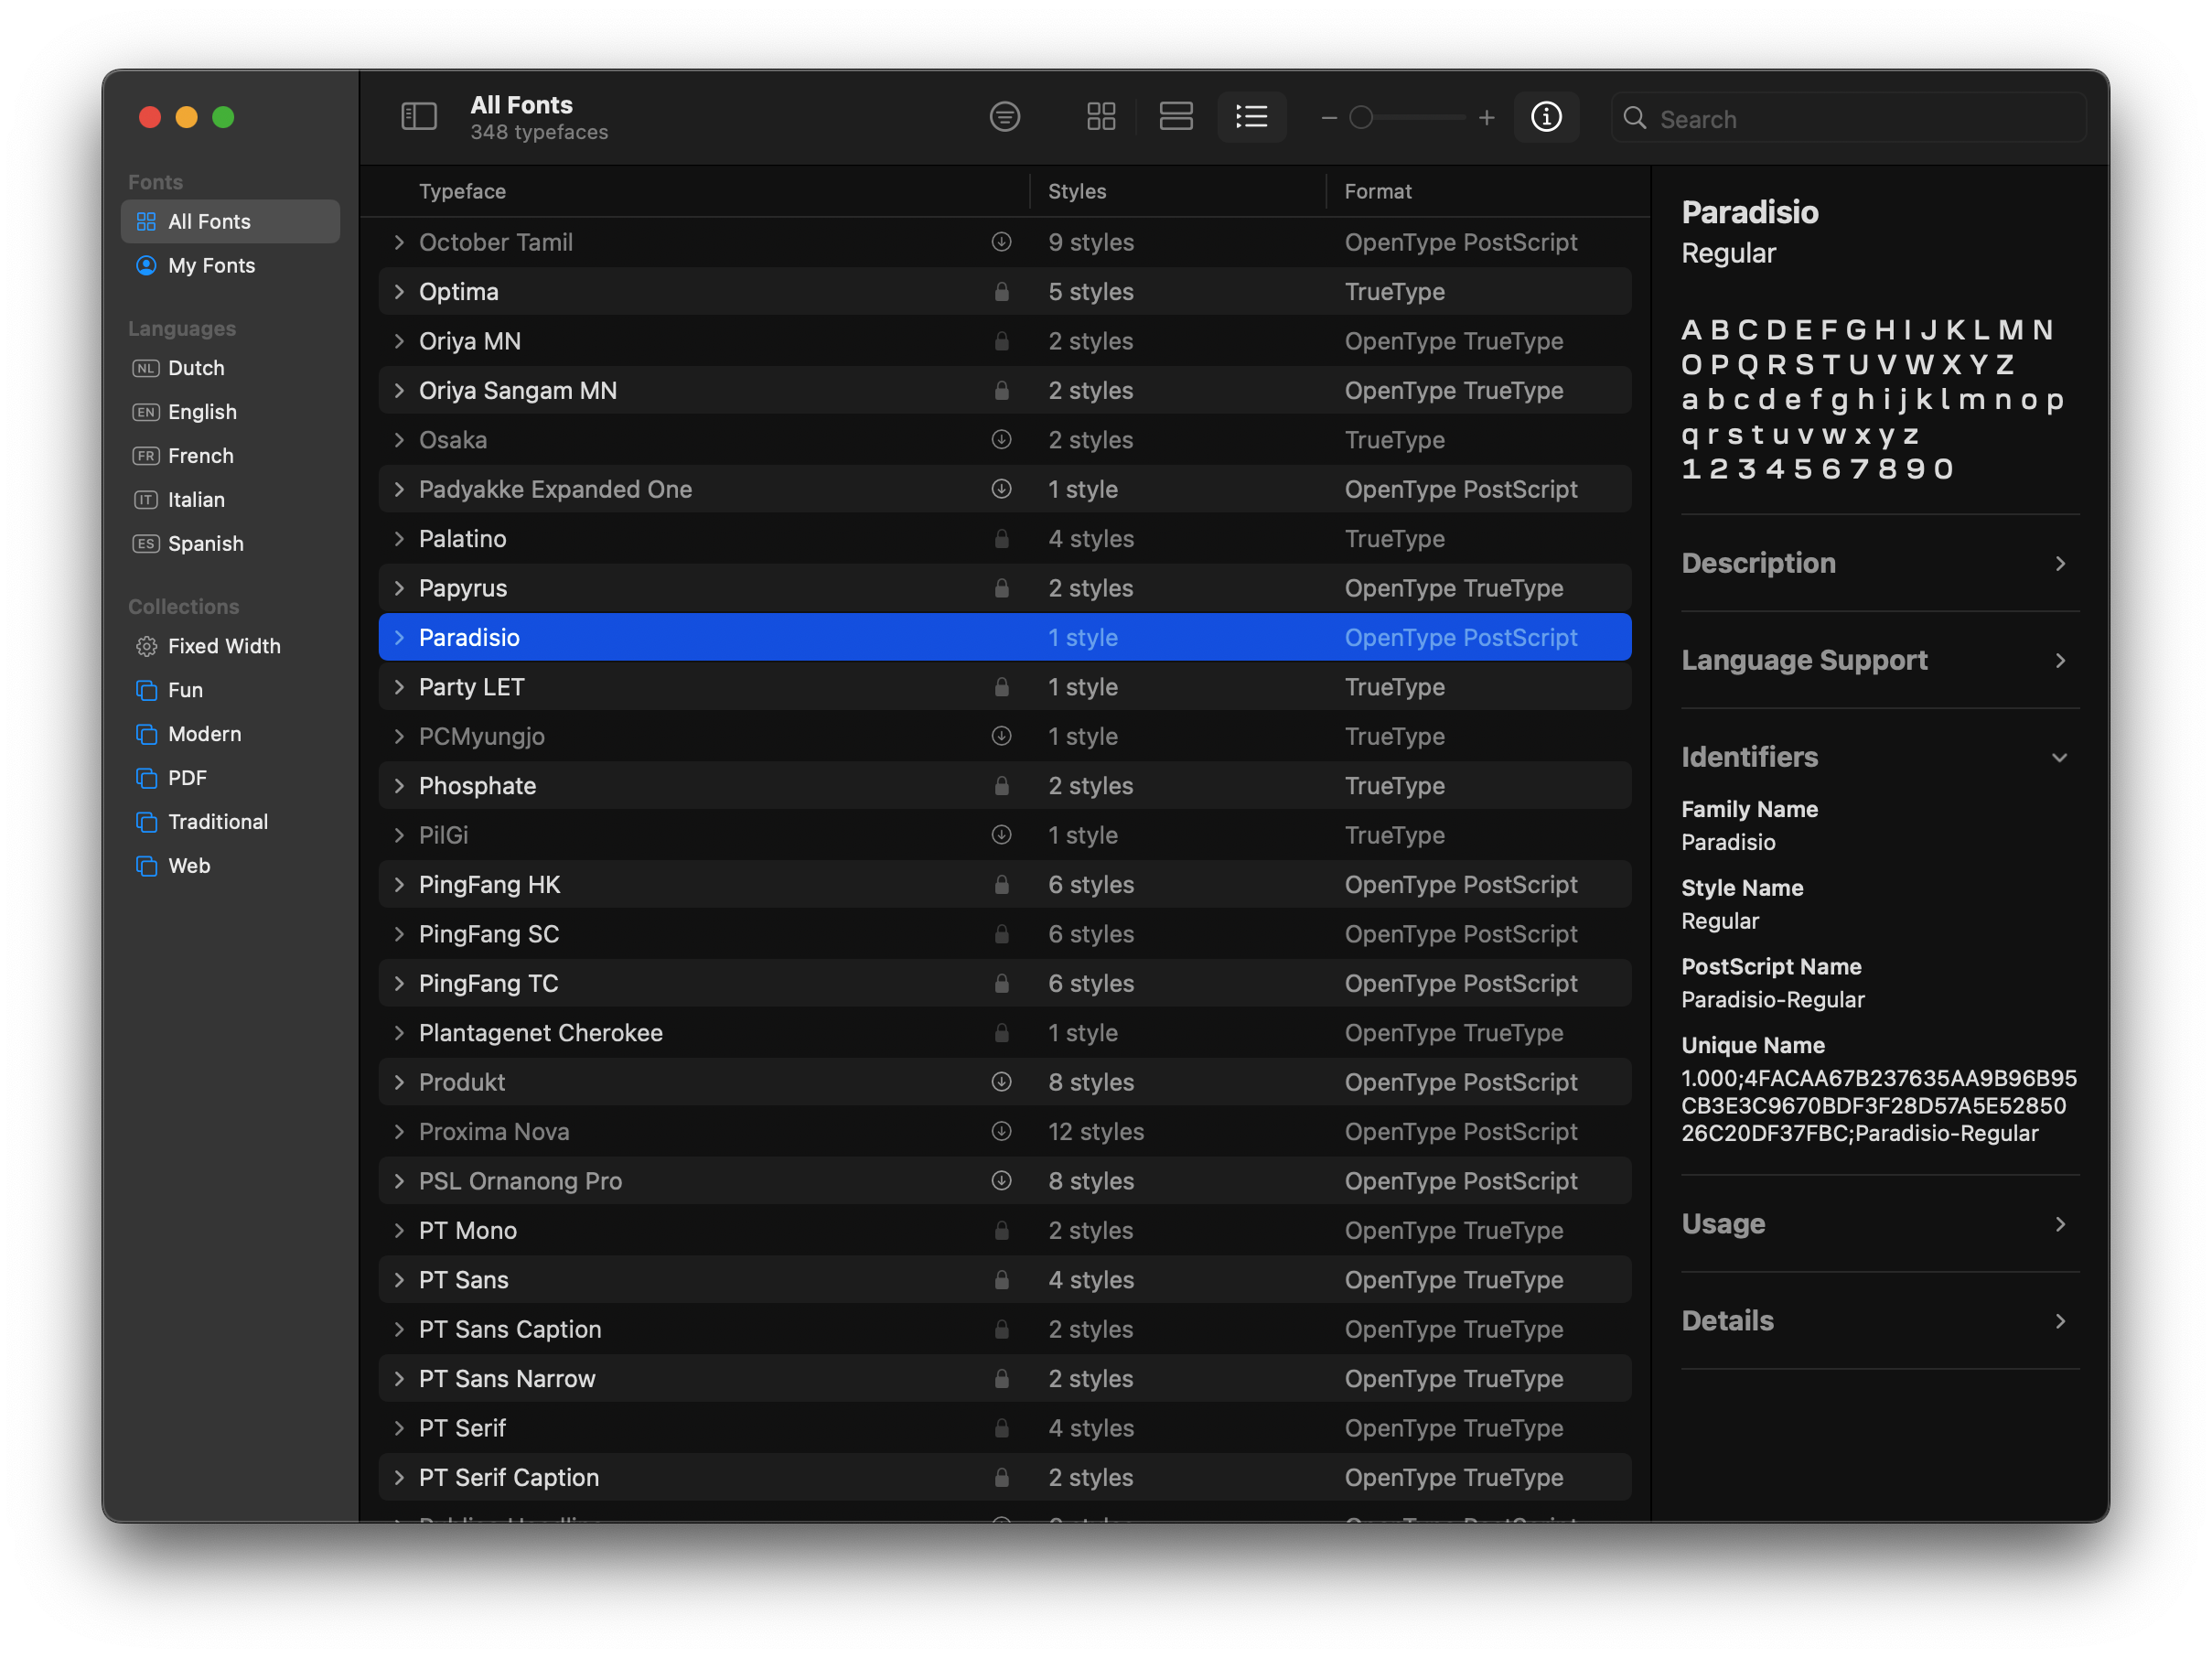 All Fonts
348 typefaces
Search
Fonts
All Fonts
My Fonts
Languages
NL Dutch
EN English
FR French
IT Italian
ES Spanish
Collections
Fixed Width
Fun
Modern
PDF
Traditional
Web
Typeface Styles Format
October Tamil 9 styles OpenType PostScript
Optima 5 styles TrueType
Oriya MN 2 styles OpenType TrueType
Oriya Sangam MN 2 styles OpenType TrueType
Osaka 2 styles TrueType
Padyakke Expanded One 1 style OpenType PostScript
Palatino 4 styles TrueType
Papyrus 2 styles OpenType TrueType
Paradisio 1 style OpenType PostScript
Party LET 1 style TrueType
PCMyungjo 1 style TrueType
Phosphate 2 styles TrueType
PilGi 1 style TrueType
PingFang HK 6 styles OpenType PostScript
PingFang SC 6 styles OpenType PostScript
PingFang TC 6 styles OpenType PostScript
Plantagenet Cherokee 1 style OpenType TrueType
Produkt 8 styles OpenType PostScript
Proxima Nova 12 styles OpenType PostScript
PSL Ornanong Pro 8 styles OpenType PostScript
PT Mono 2 styles OpenType TrueType
PT Sans 4 styles OpenType TrueType
PT Sans Caption 2 styles OpenType TrueType
PT Sans Narrow 2 styles OpenType TrueType
PT Serif 4 styles OpenType TrueType
PT Serif Caption 2 styles OpenType TrueType
Paradisio
Regular
A B C D E F G H I J K L M N
O P Q R S T U V W X Y Z
a b c d e f g h i j k l m n o p
q r s t u v w x y z
1 2 3 4 5 6 7 8 9 0
Description
Language Support
Identifiers
Family Name
Paradisio
Style Name
Regular
PostScript Name
Paradisio-Regular
Unique Name
1.000;4FACAA67B237635AA9B96B95
CB3E3C9670BDF3F28D57A5E52850
26C20DF37FBC;Paradisio-Regular
Usage
Details